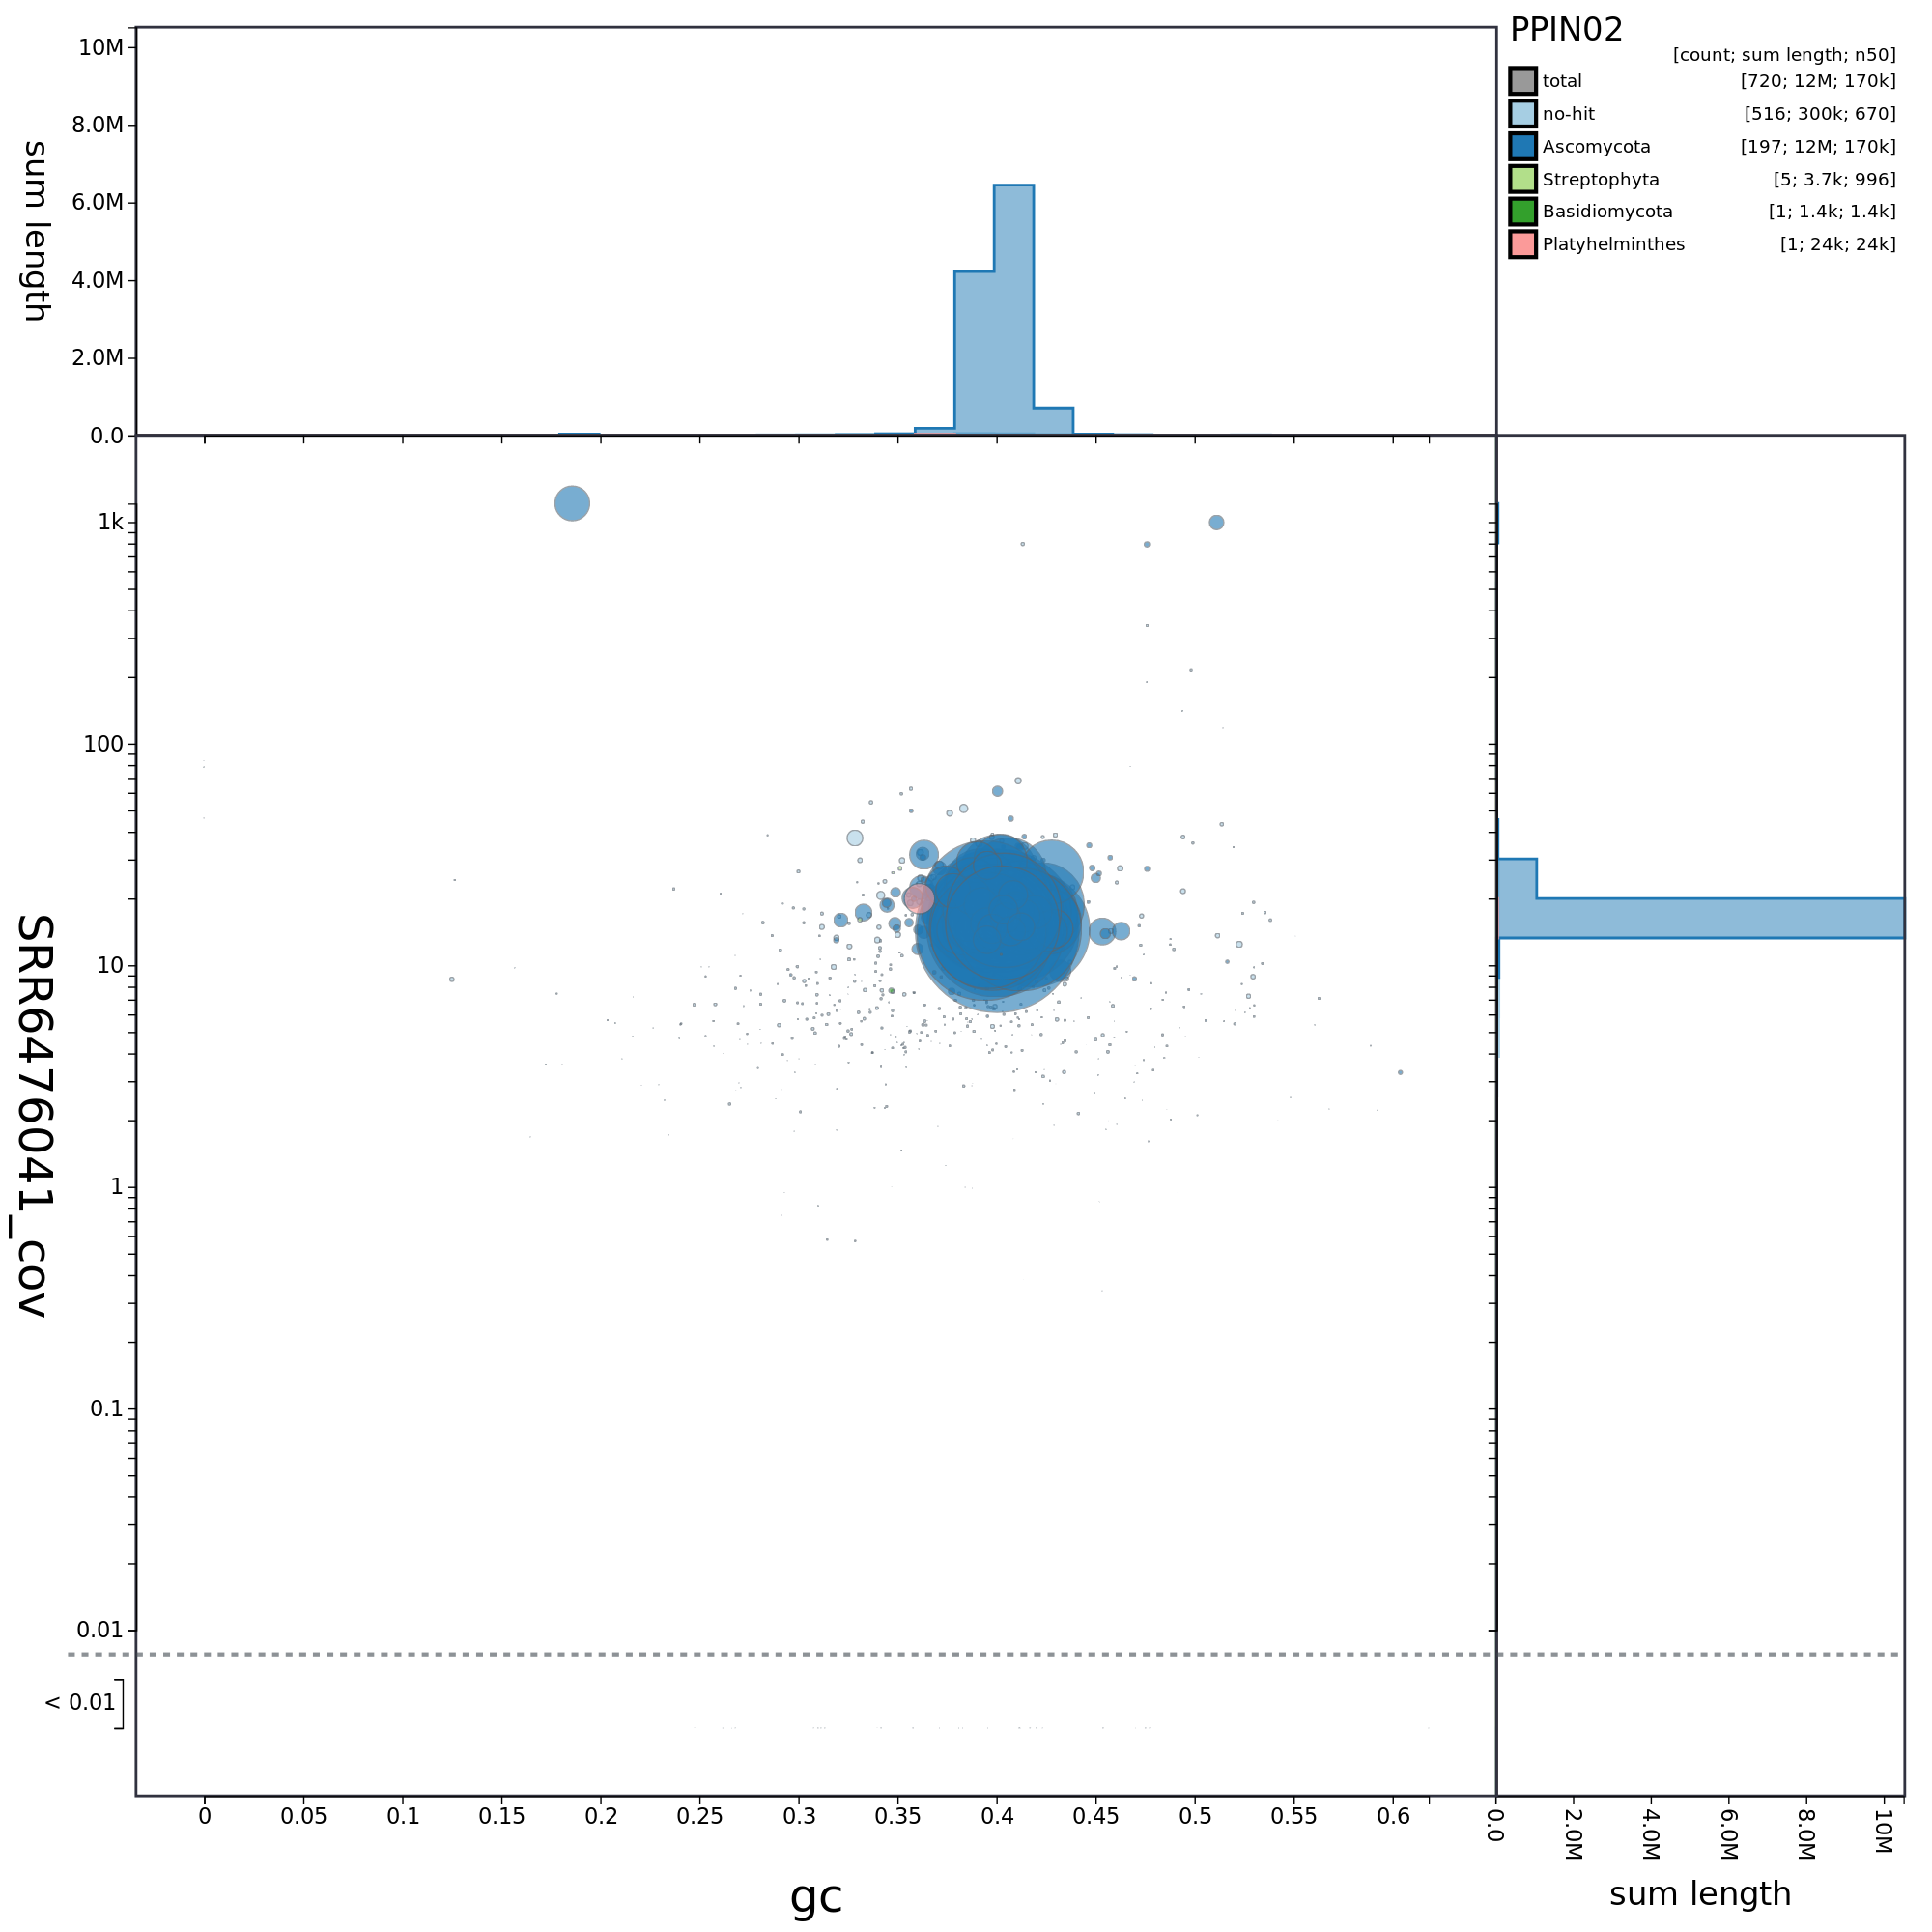 PPIN02
[count; sum length; n50]
total [720; 12M; 170k]
no-hit [516; 300k; 670]
Ascomycota [197; 12M; 170k]
Streptophyta [5; 3.7k; 996]
Basidiomycota [1; 1.4k; 1.4k]
Platyhelminthes [1; 24k; 24k]
sum length
10M
8.0M
6.0M
4.0M
2.0M
0.0
SRR6476041_cov
1k
100
10
1
0.1
0.01
< 0.01
0 0.05 0.1 0.15 0.2 0.25 0.3 0.35 0.4 0.45 0.5 0.55 0.6
gc
0.0 2.0M 4.0M 6.0M 8.0M 10M
sum length